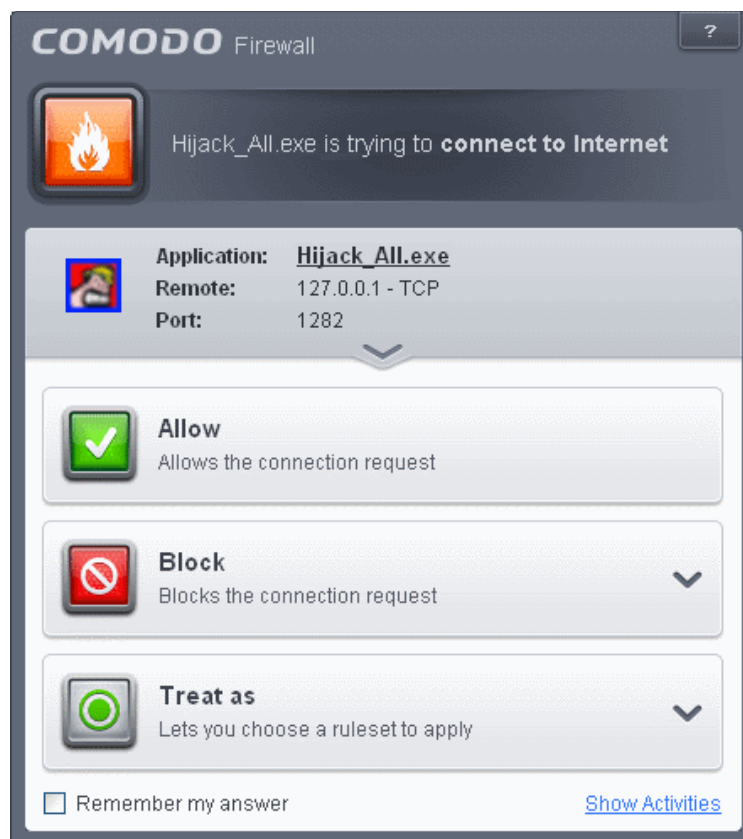 COMODO Firewall
?
Hijack_All.exe is trying to connect to Internet
Application: Hijack_All.exe
Remote: 127.0.0.1 - TCP
Port: 1282
Allow
Allows the connection request
Block
Blocks the connection request
Treat as
Lets you choose a ruleset to apply
Remember my answer
Show Activities